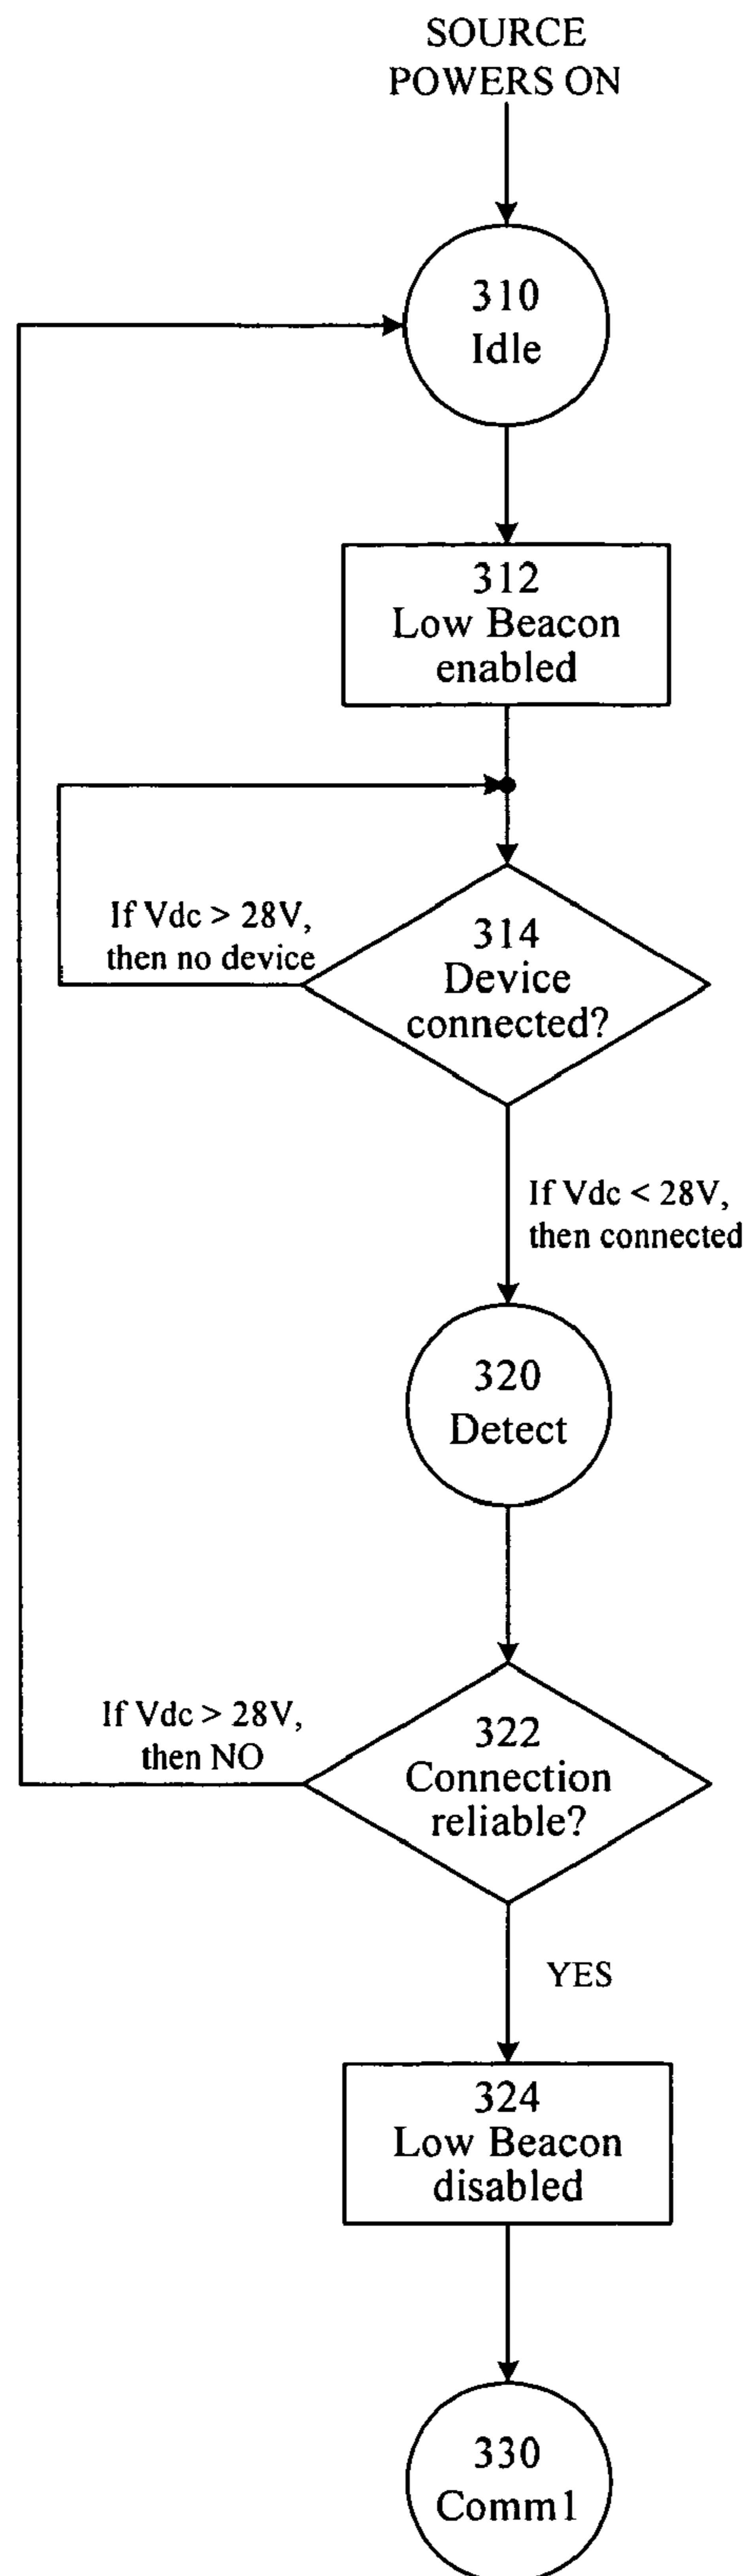 SOURCE
POWERS ON
310
Idle
312
Low Beacon
enabled
If Vdc > 28V,
then no device
314
Device
connected?
If Vdc < 28V,
then connected
320
Detect
If Vdc > 28V,
then NO
322
Connection
reliable?
YES
324
Low Beacon
disabled
330
Comm1